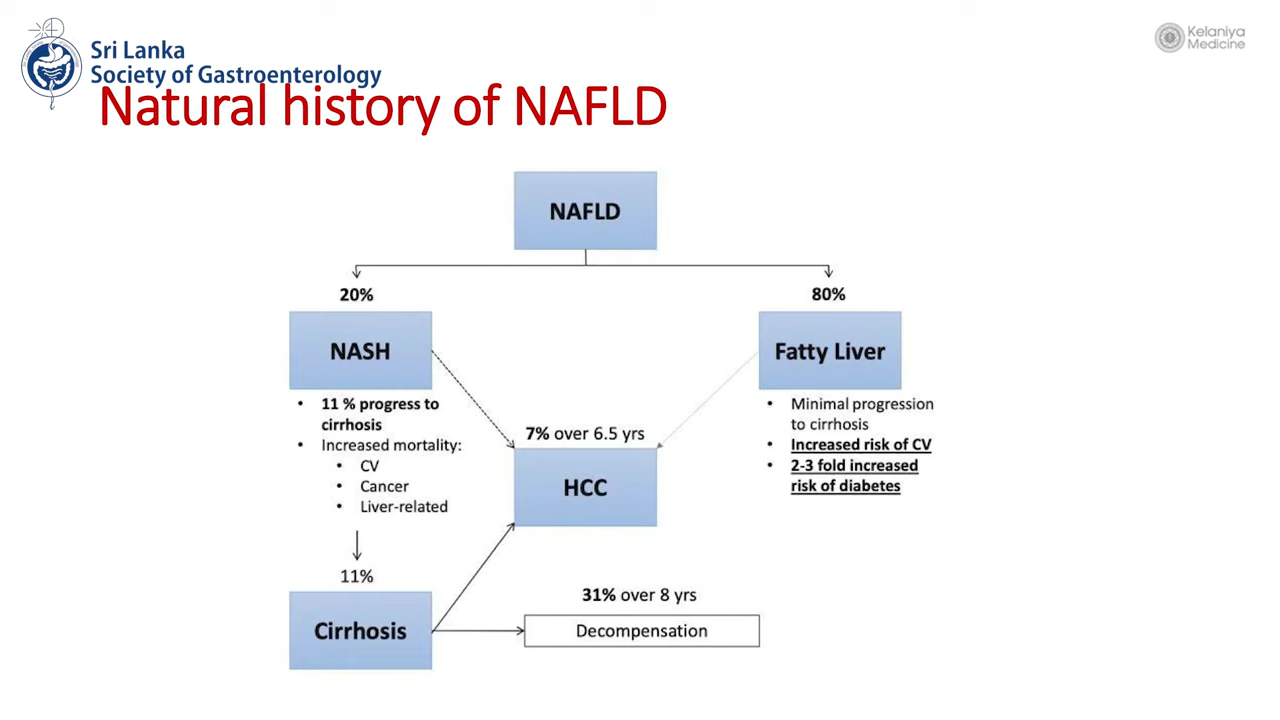 Sri Lanka
Society of Gastroenterology
Kelaniya
Medicine
Natural history of NAFLD
NAFLD
20%
80%
NASH
Fatty Liver
• 11 % progress to
cirrhosis
• Increased mortality:
• CV
• Cancer
• Liver-related
• Minimal progression
to cirrhosis
• Increased risk of CV
• 2-3 fold increased
risk of diabetes
7% over 6.5 yrs
HCC
11%
Cirrhosis
31% over 8 yrs
Decompensation